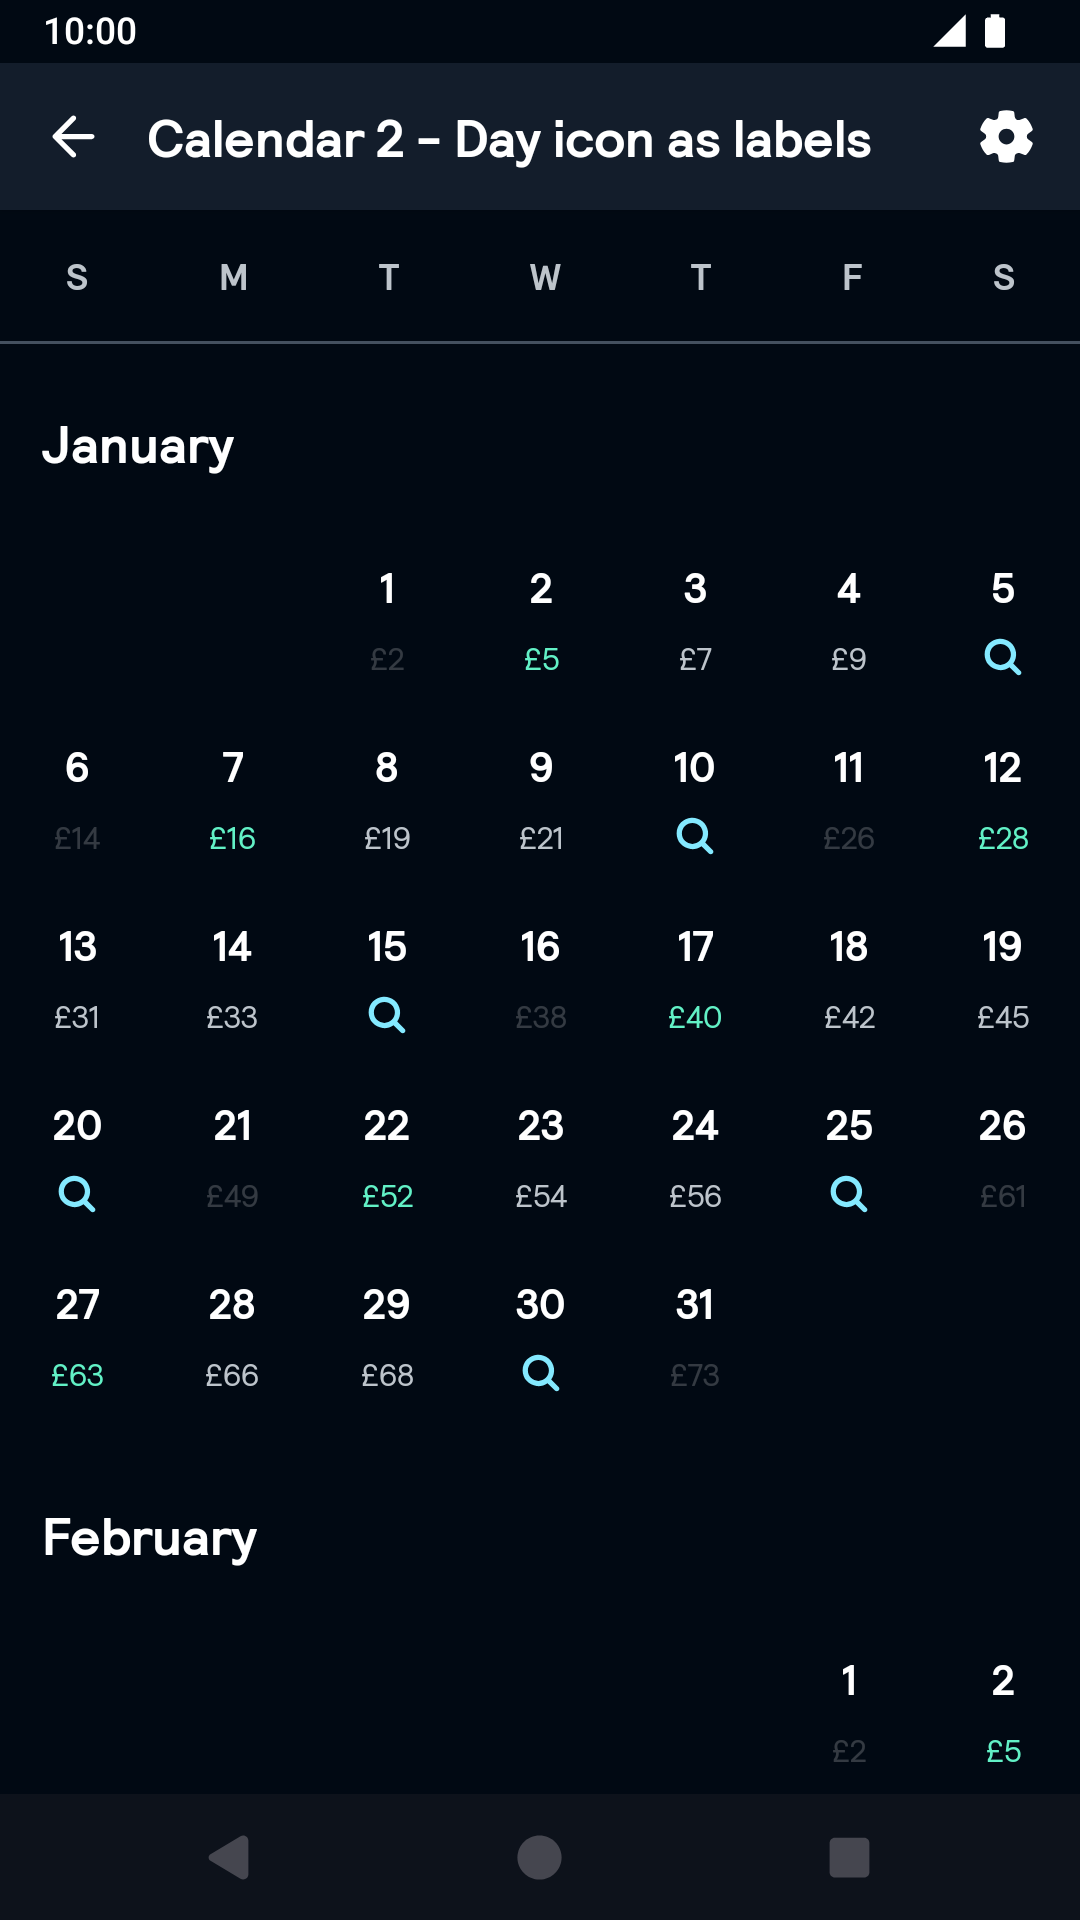 10:00
Calendar 2 – Day icon as labels
S M T W T F S
January
1 2 3 4 5
£2 £5 £7 £9
6 7 8 9 10 11 12
£14 £16 £19 £21 £26 £28
13 14 15 16 17 18 19
£31 £33 £38 £40 £42 £45
20 21 22 23 24 25 26
£49 £52 £54 £56 £61
27 28 29 30 31
£63 £66 £68 £73
February
1 2
£2 £5